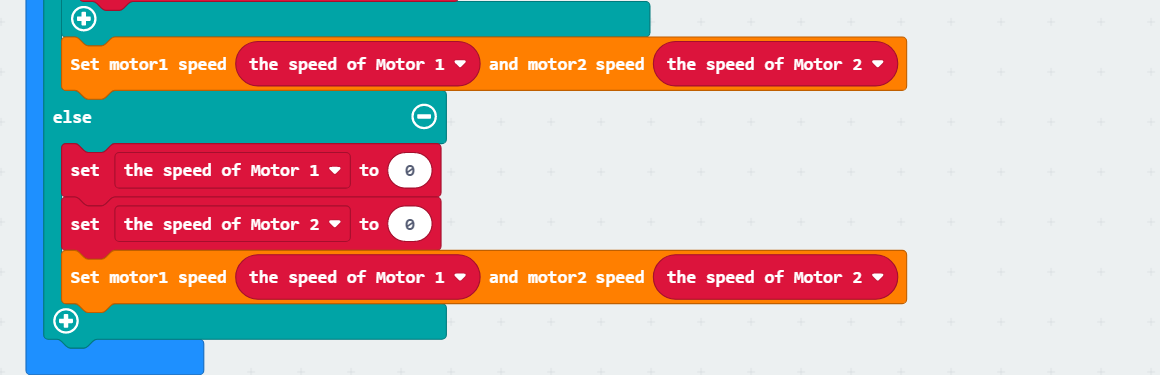 Set motor1 speed the speed of Motor 1 and motor2 speed the speed of Motor 2
else
set the speed of Motor 1 to 0
set the speed of Motor 2 to 0
Set motor1 speed the speed of Motor 1 and motor2 speed the speed of Motor 2